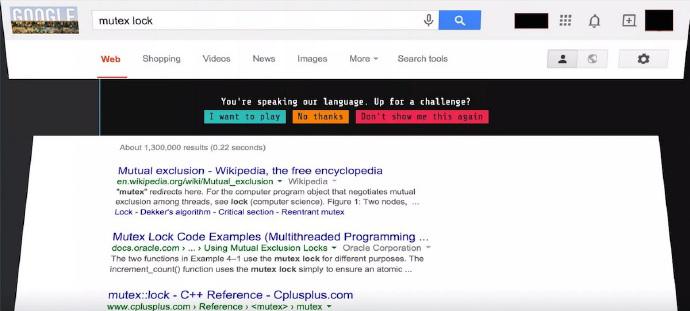 GOOGLE
mutex lock
Web Shopping Videos News Images More Search tools
You're speaking our language. Up for a challenge?
I want to play No thanks Don't show me this again
About 1,300,000 results (0.22 seconds)
Mutual exclusion - Wikipedia, the free encyclopedia
en.wikipedia.org/wiki/Mutual_exclusion Wikipedia
"mutex" redirects here. For the computer program object that negotiates mutual
exclusion among threads, see lock (computer science). Figure 1: Two nodes, ...
Lock - Dekker's algorithm - Critical section - Reentrant mutex
Mutex Lock Code Examples (Multithreaded Programming ...
docs.oracle.com › ... › Using Mutual Exclusion Locks Oracle Corporation
The two functions in Example 4–1 use the mutex lock for different purposes. The
increment_count() function uses the mutex lock simply to ensure an atomic ...
mutex::lock - C++ Reference - Cplusplus.com
www.cplusplus.com › Reference › <mutex> › mutex